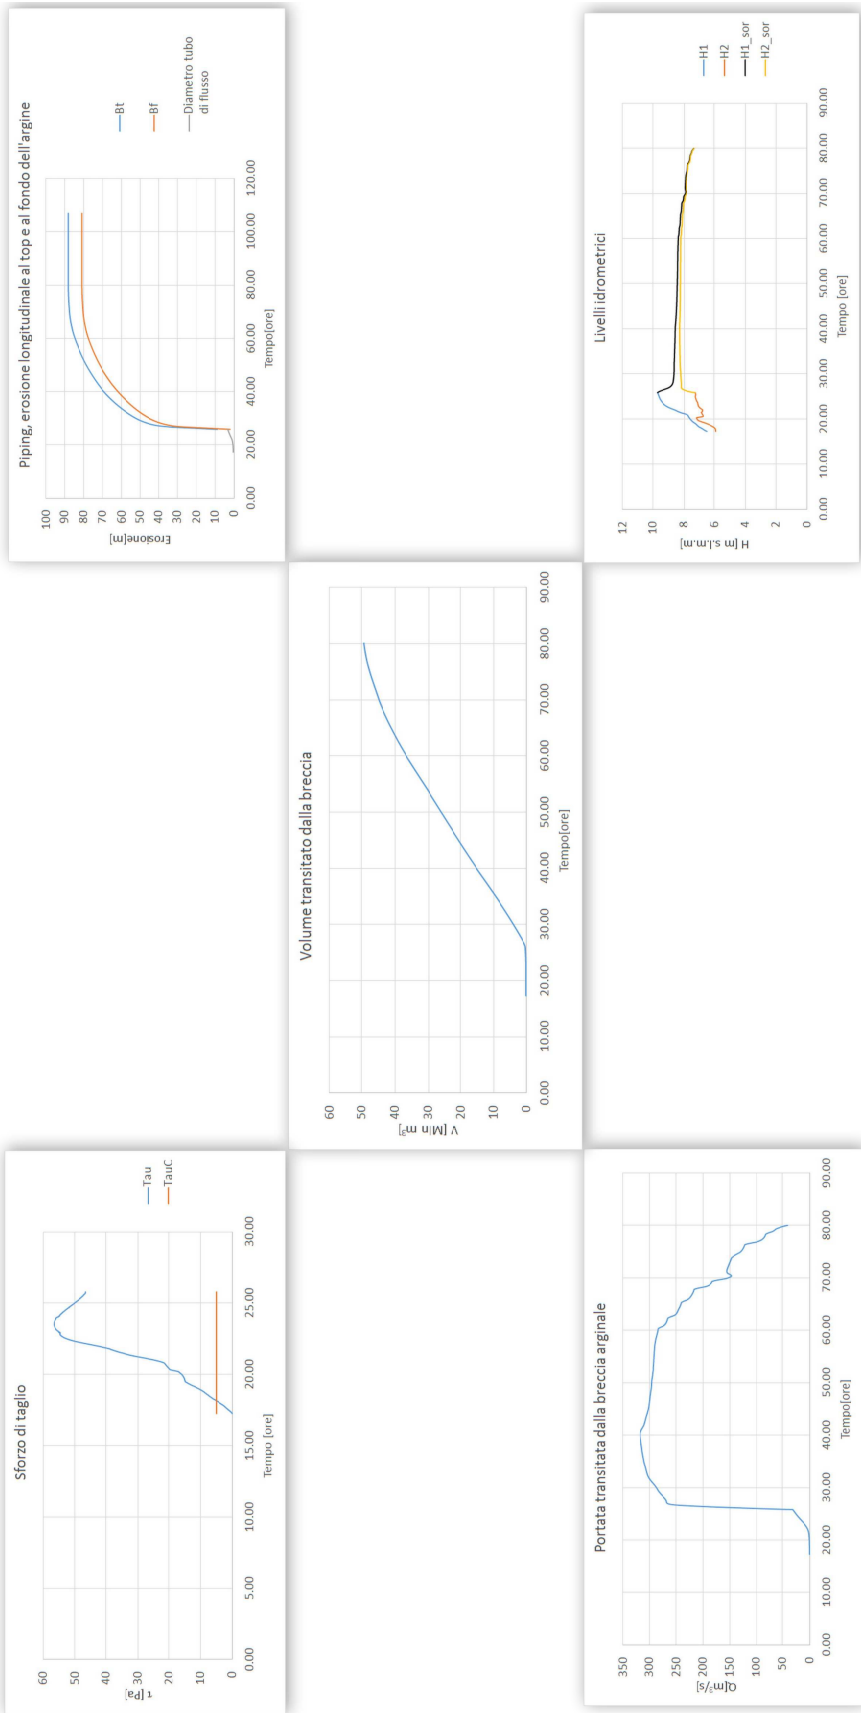 Sforzo di taglio
60
50
40
30
20
10
0
τ [Pa]
0.00 5.00 10.00 15.00 20.00 25.00 30.00
Tempo [ore]
Tau
TauC
Piping, erosione longitudinale al top e al fondo dell'argine
100
90
80
70
60
50
40
30
20
10
0
Erosione[m]
0.00 20.00 40.00 60.00 80.00 100.00 120.00
Tempo[ore]
Bt
Bf
Diametro tubo
di flusso
Volume transitato dalla breccia
60
50
40
30
20
10
0
V [Mln m³]
0.00 10.00 20.00 30.00 40.00 50.00 60.00 70.00 80.00 90.00
Tempo[ore]
Portata transitata dalla breccia arginale
350
300
250
200
150
100
50
0
Q[m³/s]
0.00 10.00 20.00 30.00 40.00 50.00 60.00 70.00 80.00 90.00
Tempo[ore]
Livelli idrometrici
12
10
8
6
4
2
0
H [m s.l.m.m]
0.00 10.00 20.00 30.00 40.00 50.00 60.00 70.00 80.00 90.00
Tempo [ore]
H1
H2
H1_sor
H2_sor